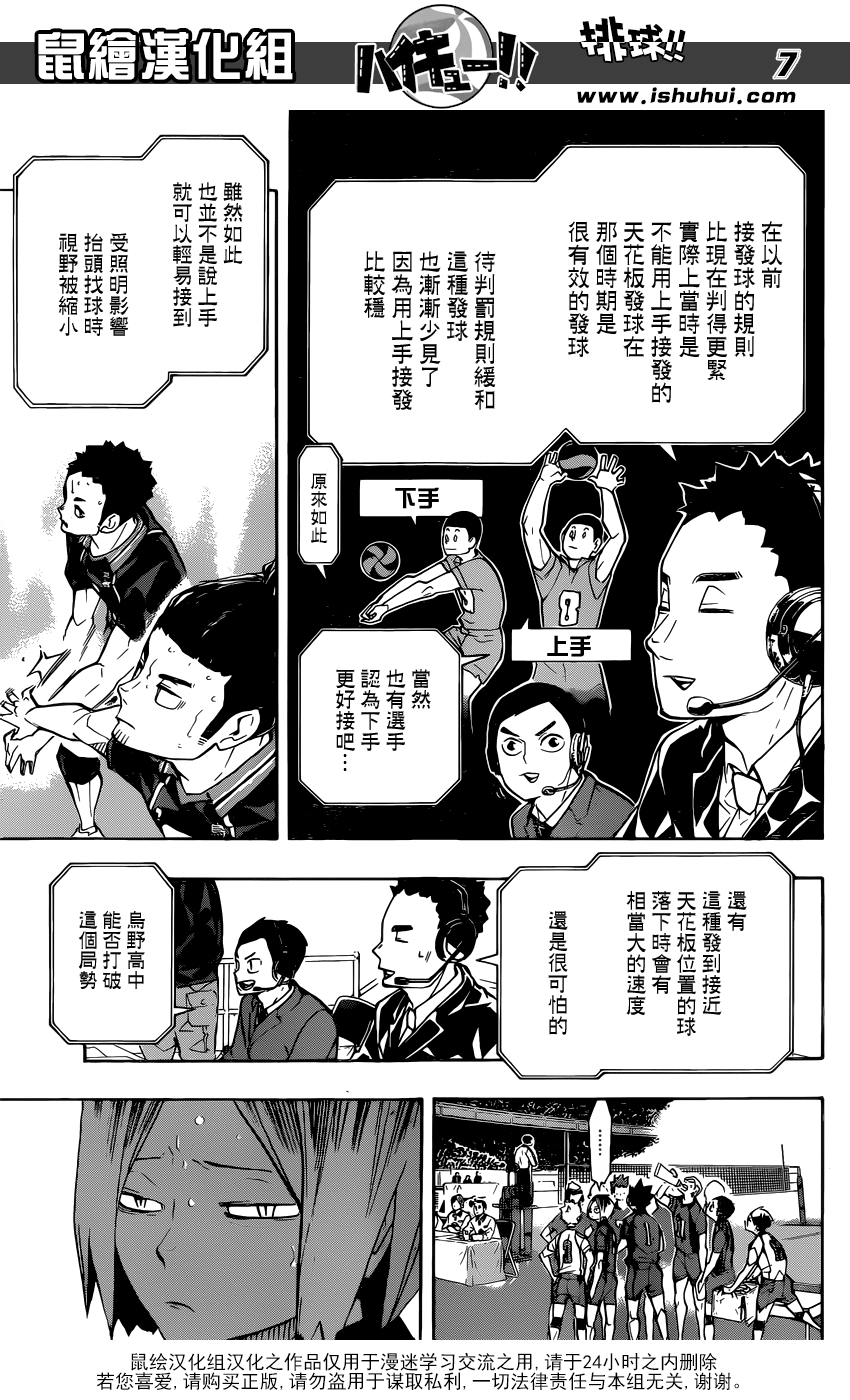 鼠繪漢化組
ハイキュー!!
排球!!
7
www.ishuhui.com
在以前
接發球的規則
比現在判得更緊
實際上當時是
不能用上手接發的
天花板發球在
那個時期是
很有效的發球
待判罰規則緩和
這種發球
也漸漸少見了
因為用上手接發
比較穩
原來如此
下手
上手
當然
也有選手
認為下手
更好接吧…
雖然如此
也並不是說上手
就可以輕易接到
受照明影響
抬頭找球時
視野被縮小
還有
這種發到接近
天花板位置的球
落下時會有
相當大的速度
還是很可怕的
烏野高中
能否打破
這個局勢
……
鼠绘汉化组汉化之作品仅用于漫迷学习交流之用,请于24小时之内删除
若您喜爱,请购买正版,请勿盗用于谋取私利,一切法律责任与本组无关,谢谢。